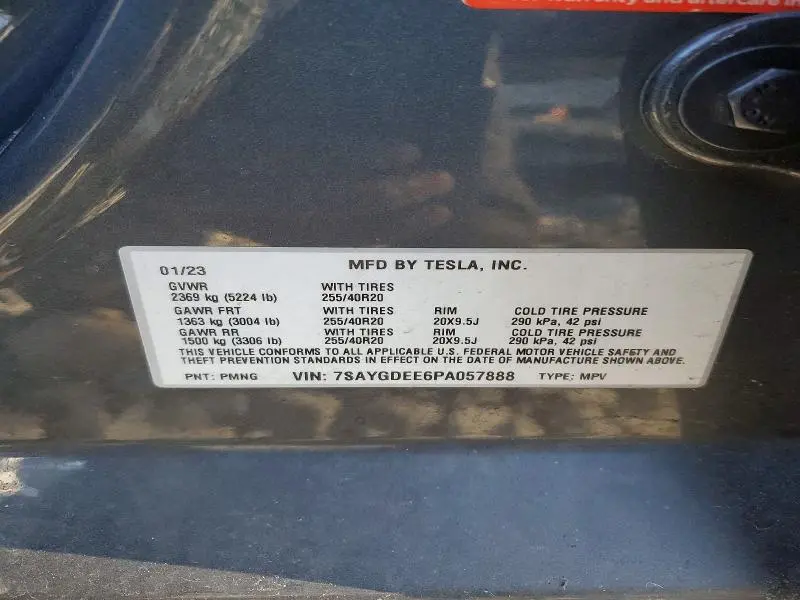 warranty and aftercare
01/23 MFD BY TESLA, INC.
GVWR WITH TIRES
2369 kg (5224 lb) 255/40R20
GAWR FRT WITH TIRES RIM COLD TIRE PRESSURE
1363 kg (3004 lb) 255/40R20 20X9.5J 290 kPa, 42 psi
GAWR RR WITH TIRES RIM COLD TIRE PRESSURE
1500 kg (3306 lb) 255/40R20 20X9.5J 290 kPa, 42 psi
THIS VEHICLE CONFORMS TO ALL APPLICABLE U.S. FEDERAL MOTOR VEHICLE SAFETY AND
THEFT PREVENTION STANDARDS IN EFFECT ON THE DATE OF MANUFACTURE SHOWN ABOVE.
PNT: PMNG VIN: 7SAYGDEE6PA057888 TYPE: MPV